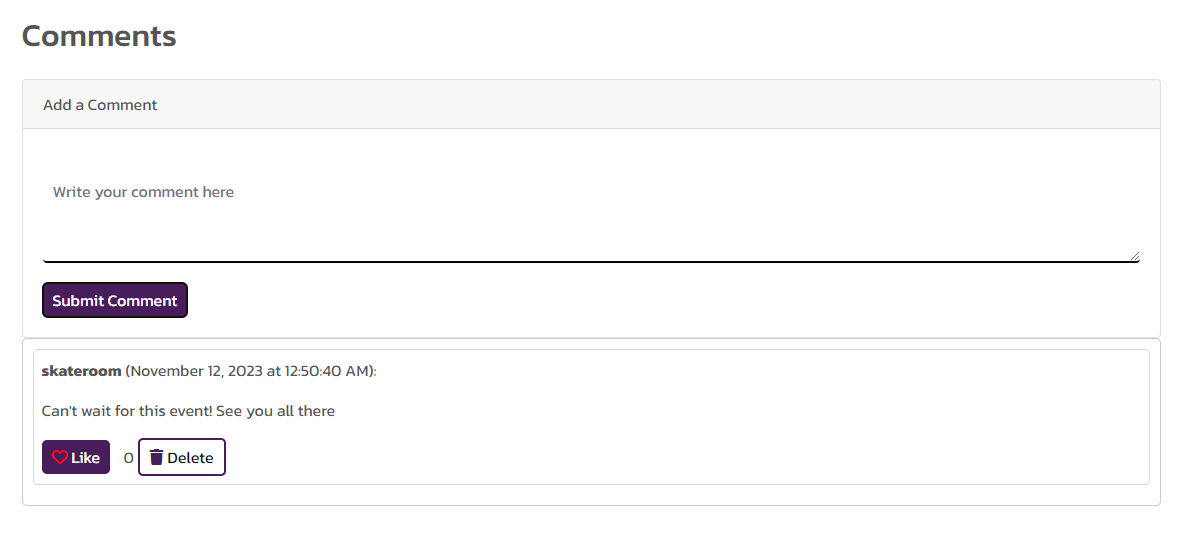 Comments
Add a Comment
Write your comment here
Submit Comment
skateroom (November 12, 2023 at 12:50:40 AM):
Can't wait for this event! See you all there
Like 0 Delete